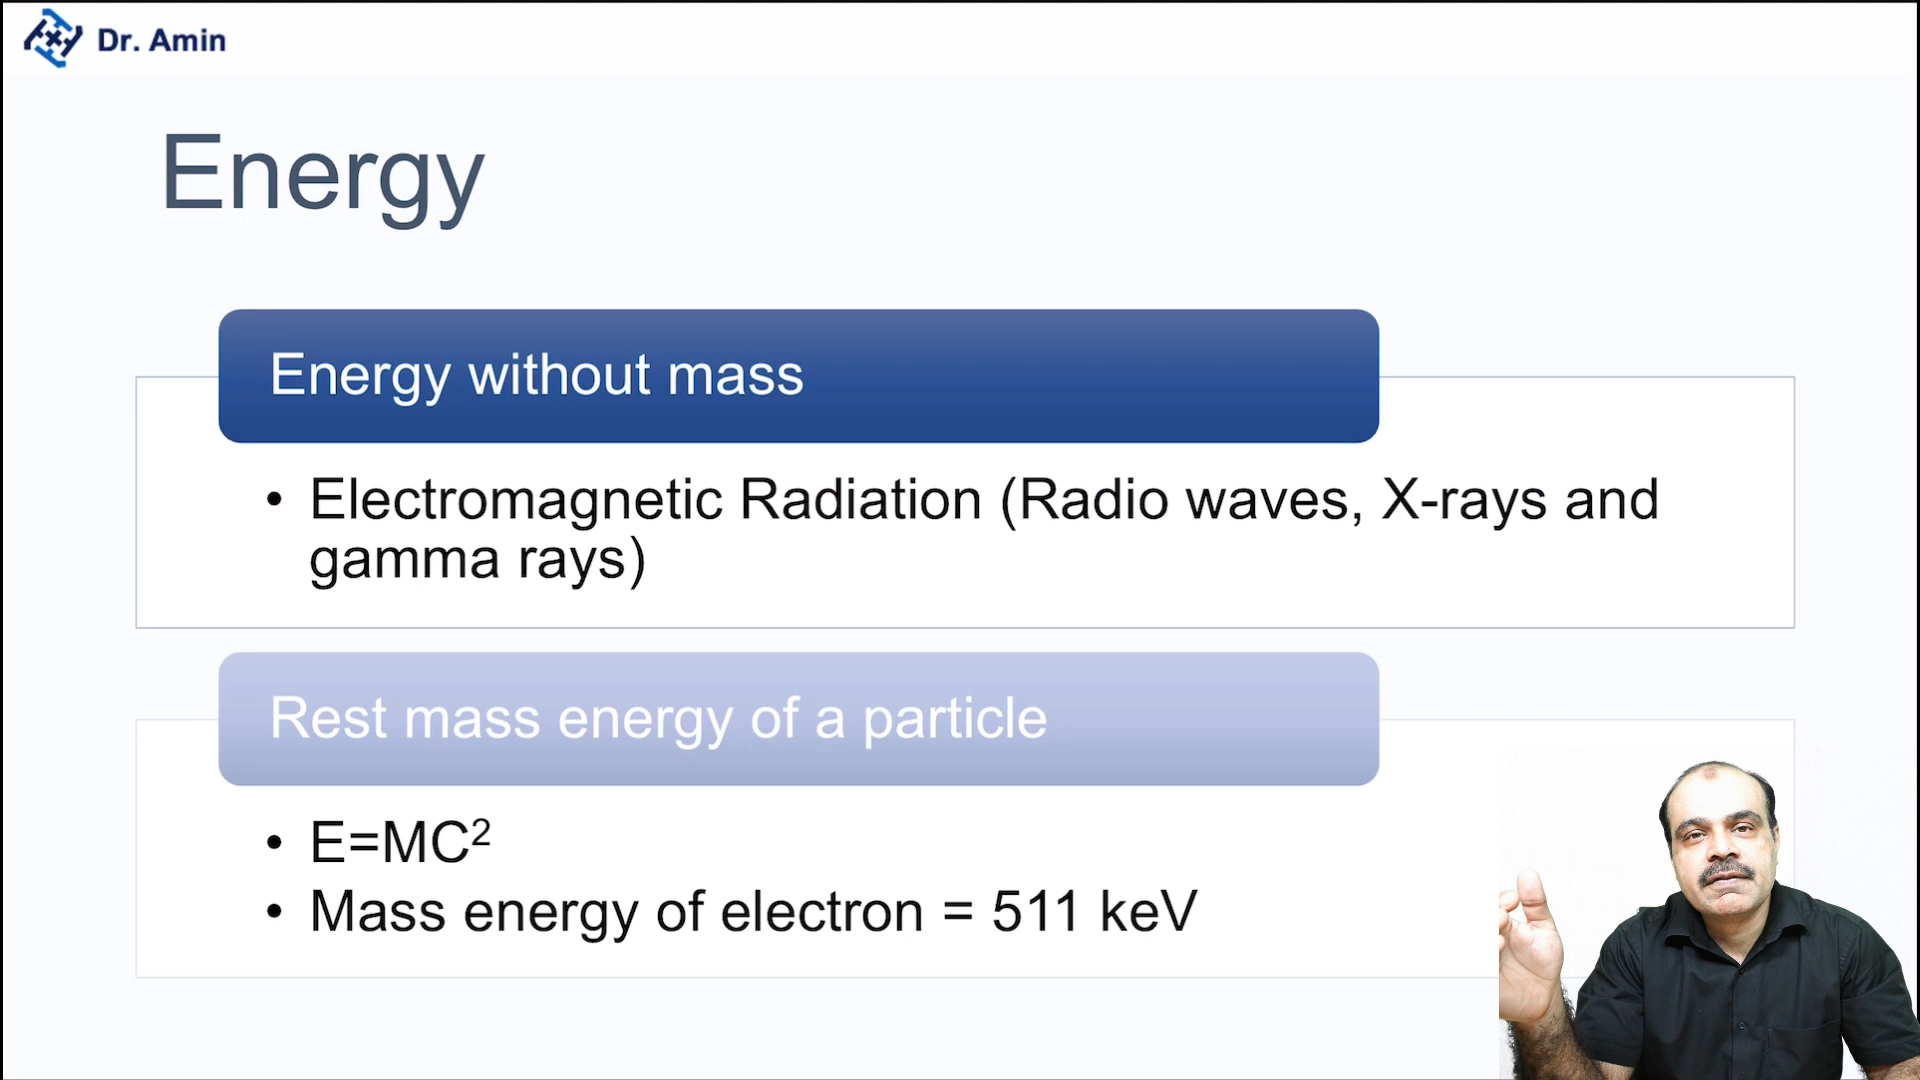 Dr. Amin
Energy
Energy without mass
• Electromagnetic Radiation (Radio waves, X-rays and
gamma rays)
Rest mass energy of a particle
• E=MC²
• Mass energy of electron = 511 keV